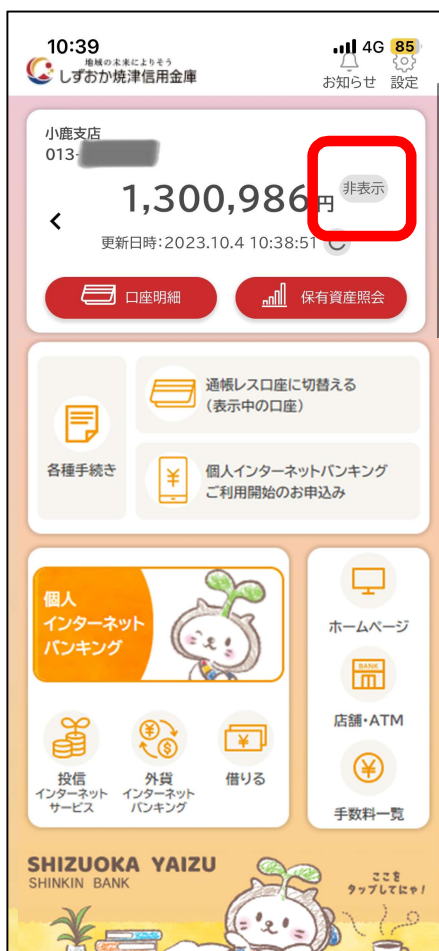 10:39
4G 85
地域の未来によりそう
しずおか焼津信用金庫
お知らせ 設定
小鹿支店
013-
1,300,986円
非表示
更新日時:2023.10.4 10:38:51
口座明細
保有資産照会
各種手続き
通帳レス口座に切替える
(表示中の口座)
個人インターネットバンキング
ご利用開始のお申込み
個人
インターネット
バンキング
投信
インターネット
サービス
外貨
インターネット
バンキング
借りる
ホームページ
BANK
店舗・ATM
手数料一覧
SHIZUOKA YAIZU
SHINKIN BANK
ここを
タップしてにゃ!